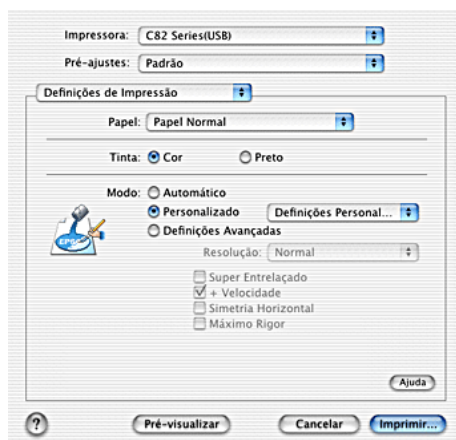 Impressora: C82 Series(USB)
Pré-ajustes: Padrão
Definições de Impressão
Papel: Papel Normal
Tinta: Cor Preto
Modo: Automático
Personalizado Definições Personal...
Definições Avançadas
Resolução: Normal
Super Entrelaçado
+ Velocidade
Simetria Horizontal
Máximo Rigor
EPSON
Ajuda
? Pré-visualizar Cancelar Imprimir...